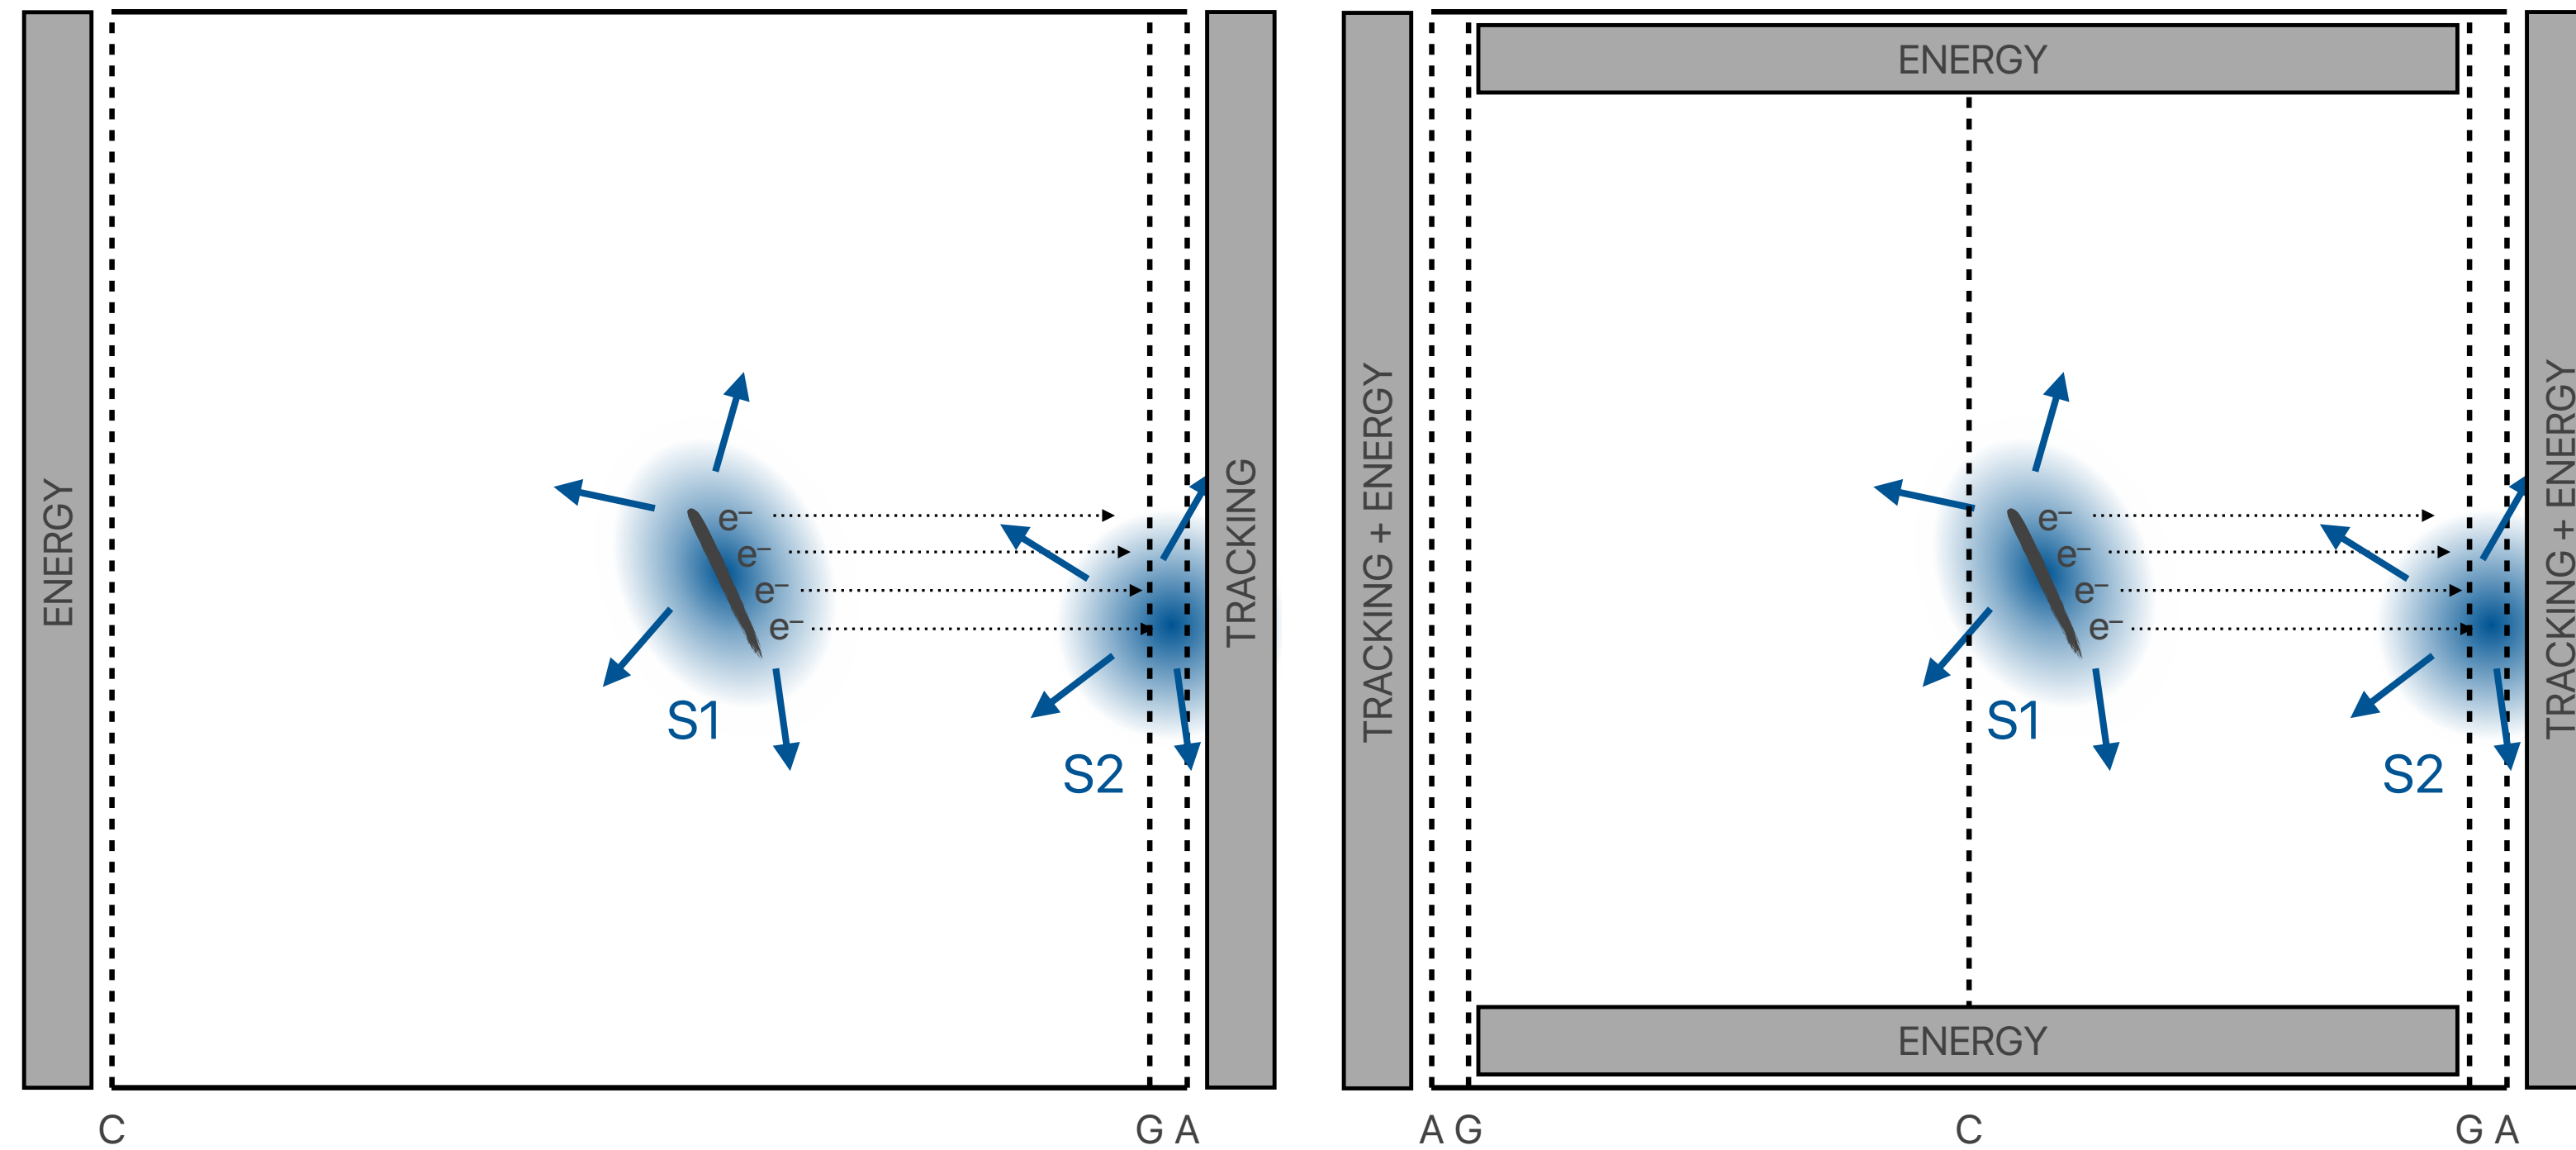 ENERGY
e–
e–
e–
e–
S1
S2
TRACKING
C
G A
TRACKING + ENERGY
ENERGY
e–
e–
e–
e–
S1
S2
ENERGY
TRACKING + ENERGY
A G
C
G A